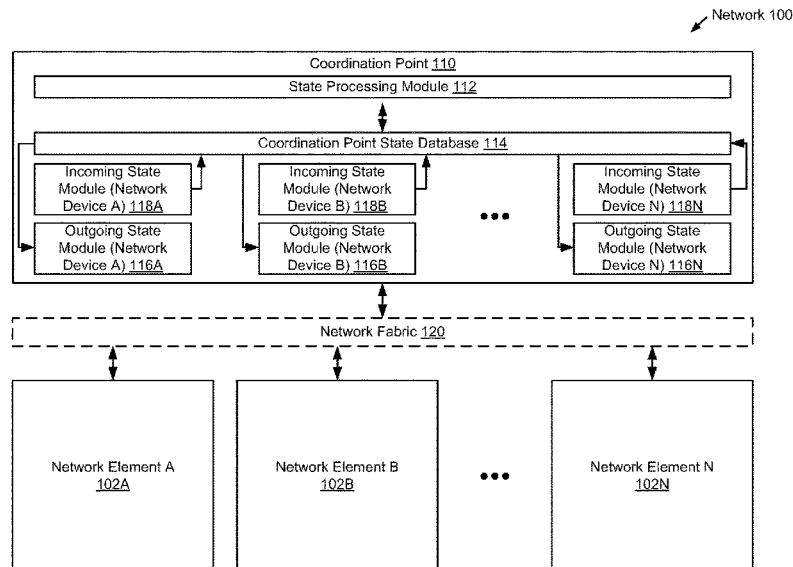 Network 100
Coordination Point 110
State Processing Module 112
Coordination Point State Database 114
Incoming State
Module (Network
Device A) 118A
Incoming State
Module (Network
Device B) 118B
Incoming State
Module (Network
Device N) 118N
Outgoing State
Module (Network
Device A) 116A
Outgoing State
Module (Network
Device B) 116B
Outgoing State
Module (Network
Device N) 116N
Network Fabric 120
Network Element A
102A
Network Element B
102B
Network Element N
102N